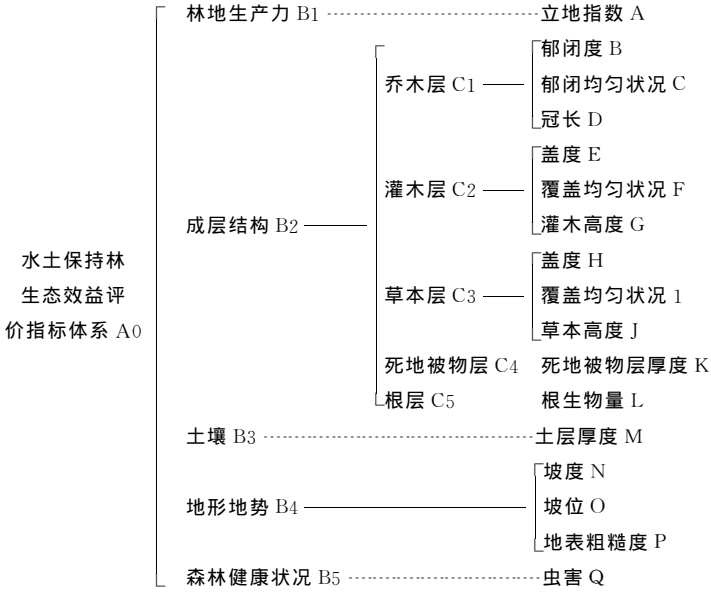 林地生产力 B1 立地指数 A
郁闭度 B
乔木层 C1 郁闭均匀状况 C
冠长 D
盖度 E
灌木层 C2 覆盖均匀状况 F
成层结构 B2 灌木高度 G
水土保持林 盖度 H
生态效益评 草本层 C3 覆盖均匀状况 1
价指标体系 A0 草本高度 J
死地被物层 C4 死地被物层厚度 K
根层 C5 根生物量 L
土壤 B3 土层厚度 M
坡度 N
地形地势 B4 坡位 O
地表粗糙度 P
森林健康状况 B5 虫害 Q